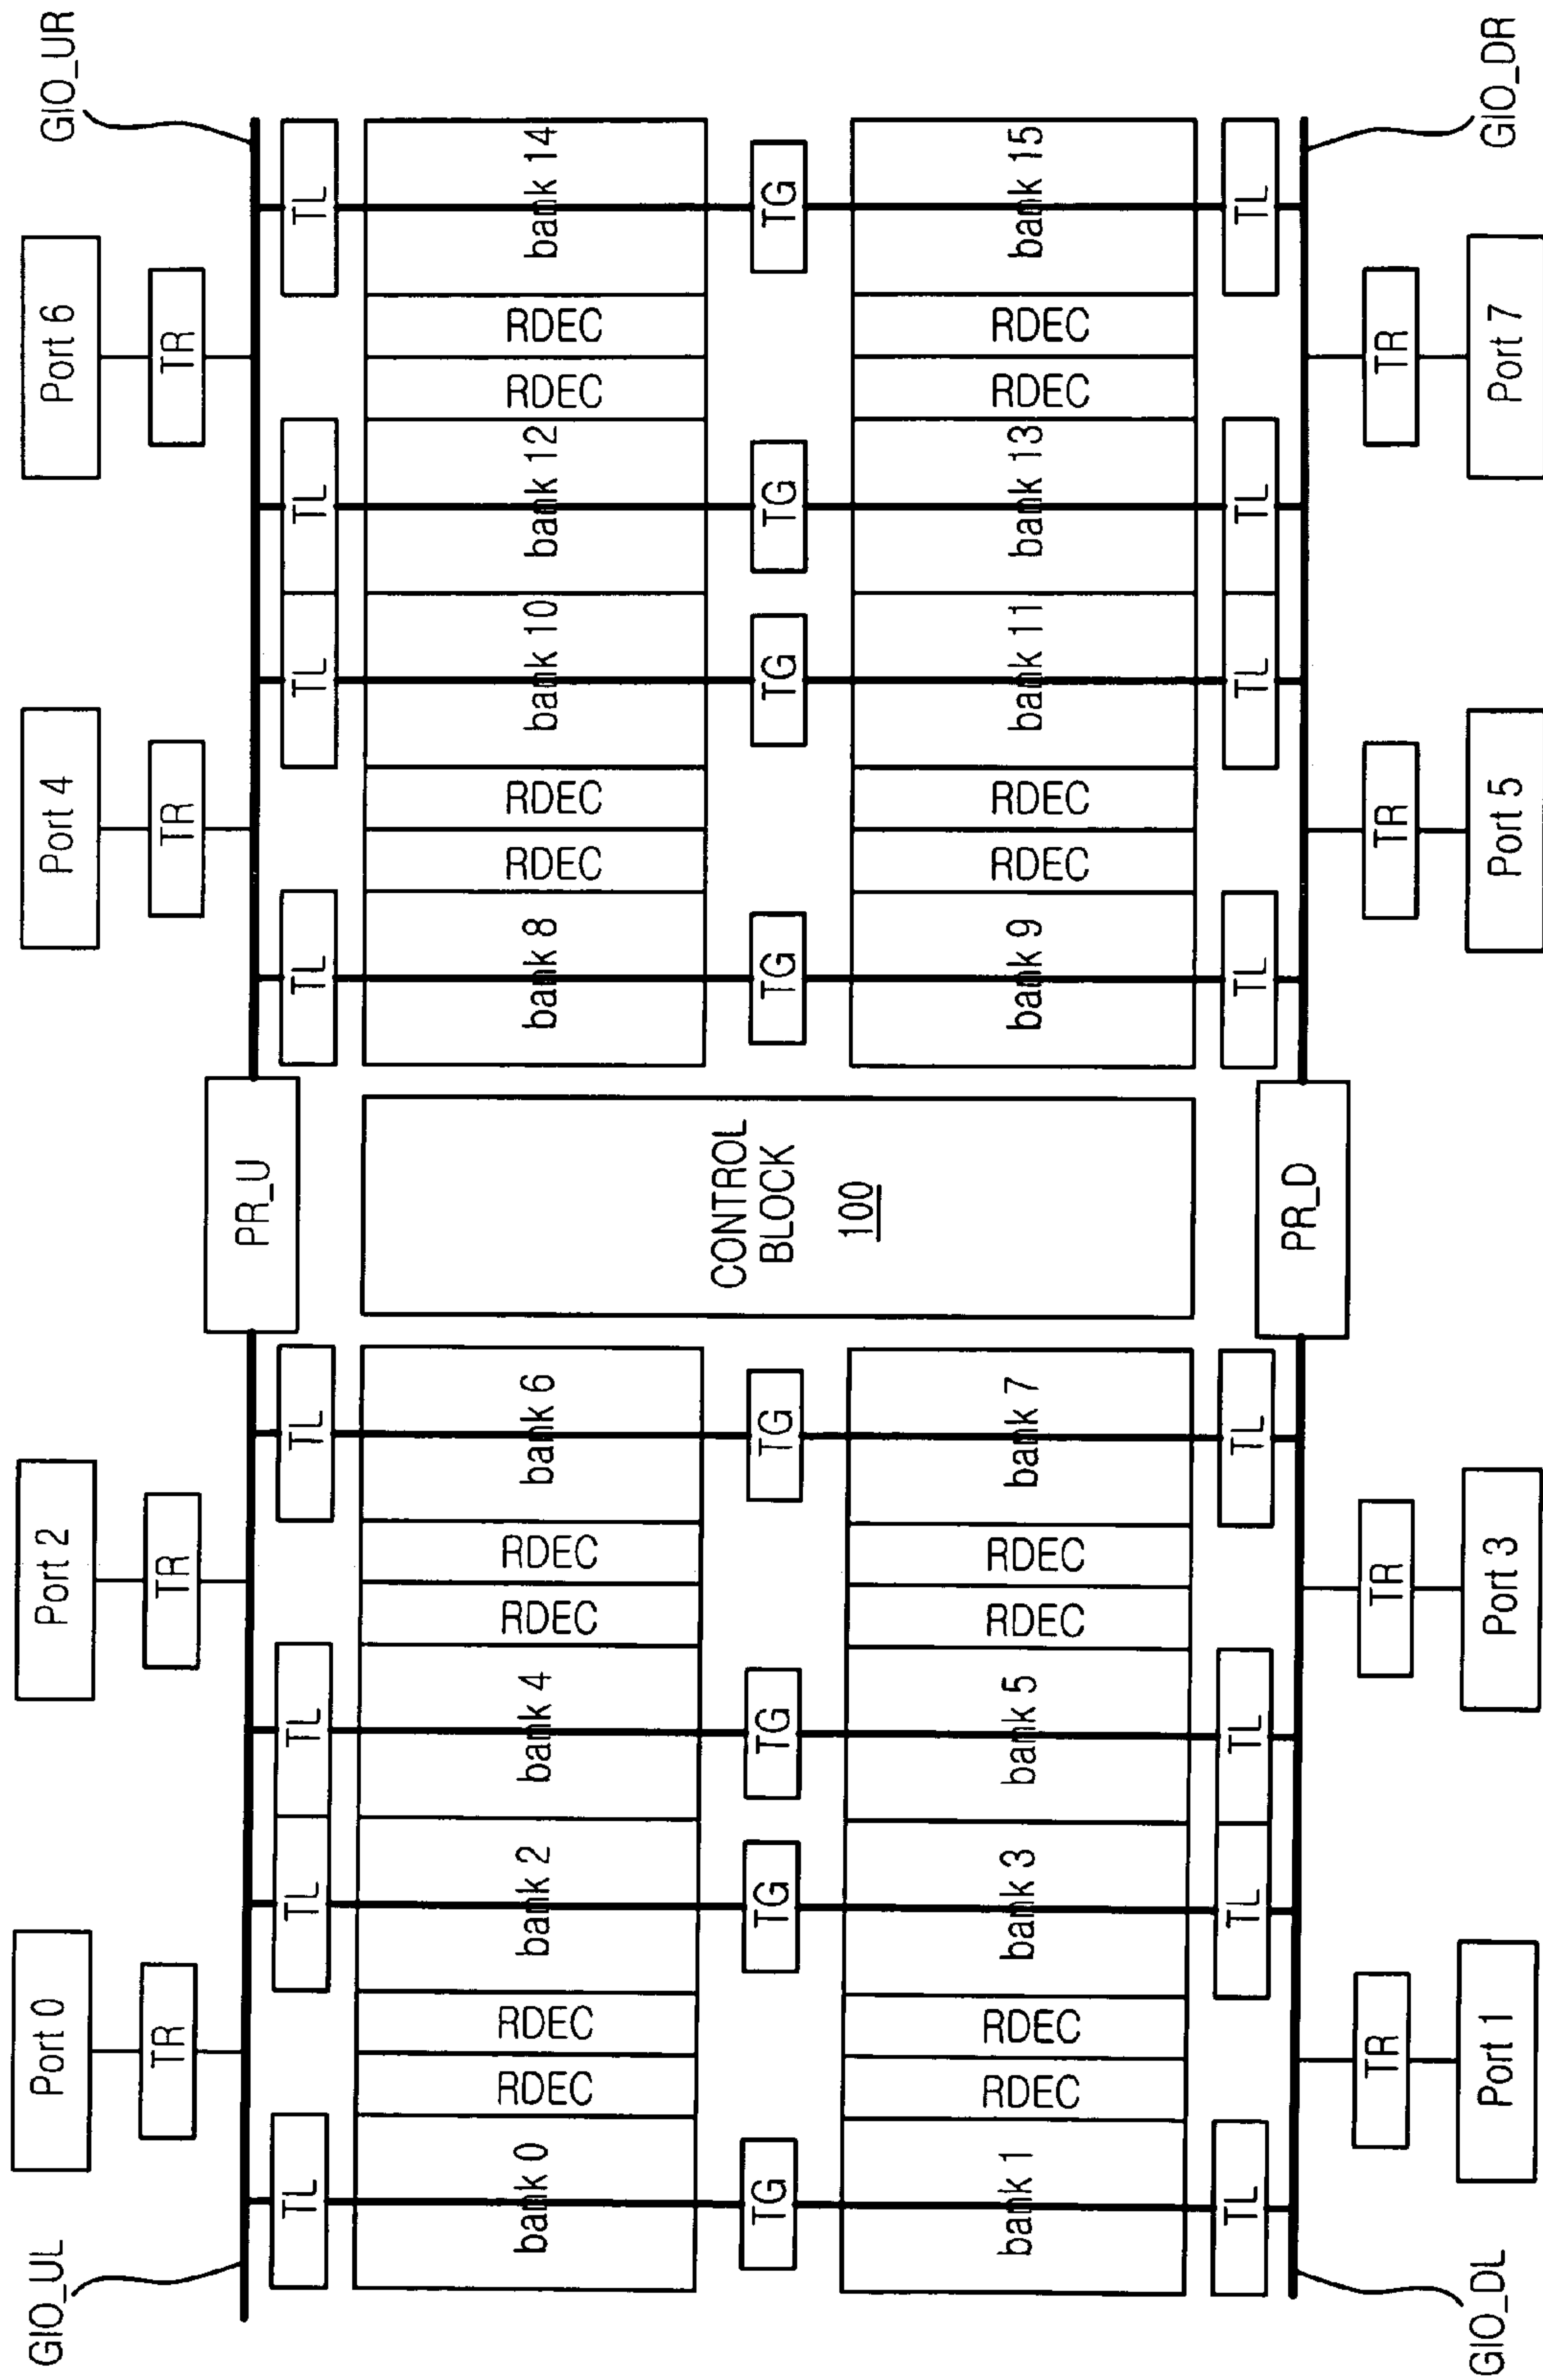 Port 0
Port 2
Port 4
Port 6
TR
TR
TR
TR
GIO_UL
PR_U
GIO_UR
TL
TL
TL
TL
TL
TL
TL
TL
bank 0
RDEC
RDEC
bank 2
bank 4
RDEC
RDEC
bank 6
bank 8
RDEC
RDEC
bank 10
bank 12
RDEC
RDEC
bank 14
TG
TG
TG
TG
CONTROL
BLOCK
100
TG
TG
TG
TG
bank 1
RDEC
RDEC
bank 3
bank 5
RDEC
RDEC
bank 7
bank 9
RDEC
RDEC
bank 11
bank 13
RDEC
RDEC
bank 15
TL
TL
TL
TL
TL
TL
TL
TL
GIO_DL
PR_D
GIO_DR
TR
TR
TR
TR
Port 1
Port 3
Port 5
Port 7